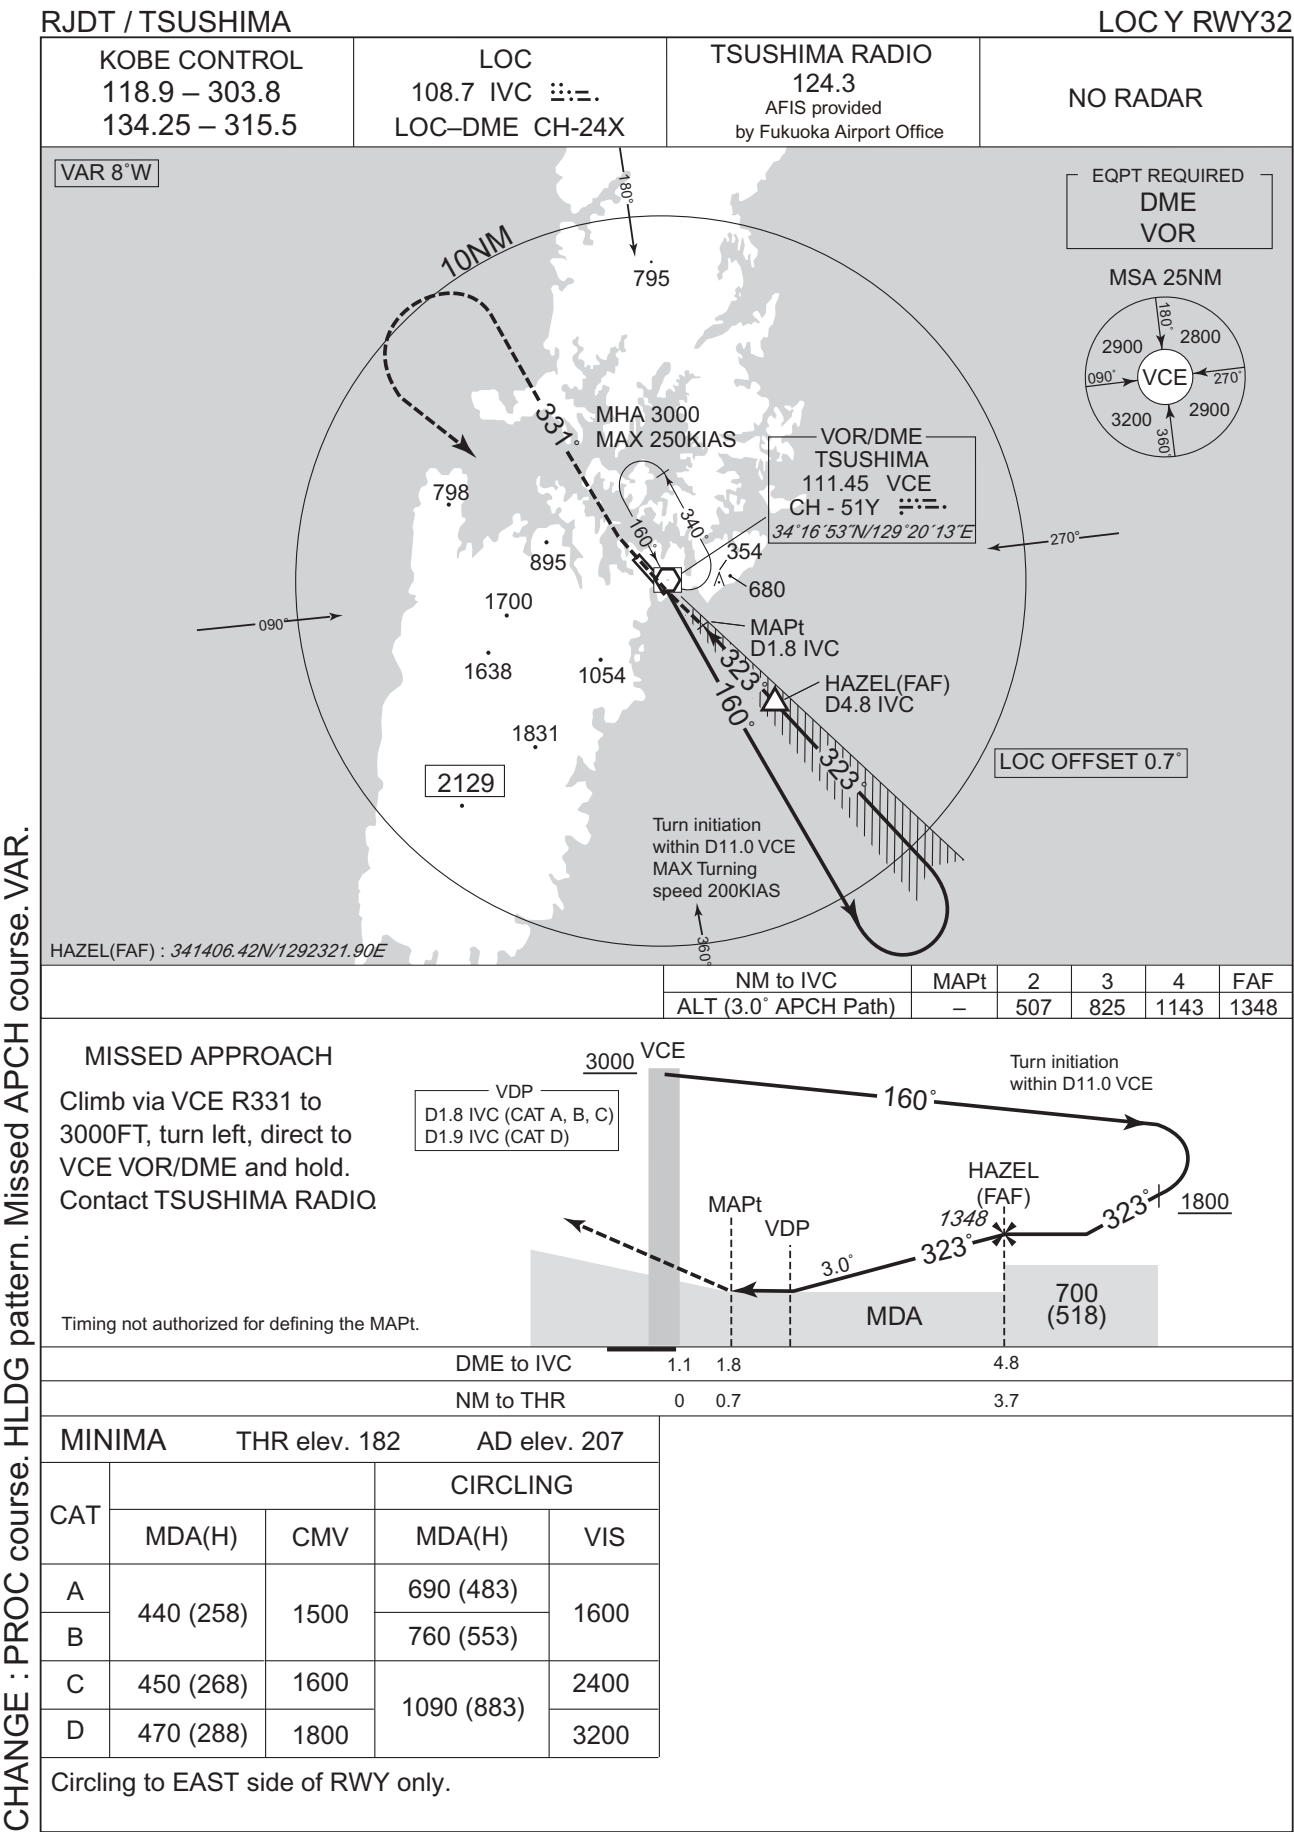 RJDT / TSUSHIMA
LOC Y RWY32
KOBE CONTROL
118.9 – 303.8
134.25 – 315.5
LOC
108.7 IVC
LOC–DME CH-24X
TSUSHIMA RADIO
124.3
AFIS provided
by Fukuoka Airport Office
NO RADAR
VAR 8°W
EQPT REQUIRED
DME
VOR
MSA 25NM
180°
2900
2800
090°
VCE
270°
3200
2900
360°
180°
10NM
795
331°
MHA 3000
MAX 250KIAS
160°
340°
VOR/DME
TSUSHIMA
111.45 VCE
CH - 51Y
34°16´53˝N/129°20´13˝E
798
895
354
680
270°
1700
090°
MAPt
D1.8 IVC
1638
1054
323°
160°
HAZEL(FAF)
D4.8 IVC
1831
323°
LOC OFFSET 0.7°
2129
Turn initiation
within D11.0 VCE
MAX Turning
speed 200KIAS
360°
HAZEL(FAF) : 341406.42N/1292321.90E
NM to IVC MAPt 2 3 4 FAF
ALT (3.0° APCH Path) – 507 825 1143 1348
MISSED APPROACH
Climb via VCE R331 to
3000FT, turn left, direct to
VCE VOR/DME and hold.
Contact TSUSHIMA RADIO.
Timing not authorized for defining the MAPt.
VDP
D1.8 IVC (CAT A, B, C)
D1.9 IVC (CAT D)
3000
VCE
160°
Turn initiation
within D11.0 VCE
HAZEL
(FAF)
1348
323°
1800
MAPt
VDP
3.0°
323°
MDA
700
(518)
DME to IVC 1.1 1.8 4.8
NM to THR 0 0.7 3.7
MINIMA THR elev. 182 AD elev. 207
CAT
CIRCLING
MDA(H) CMV MDA(H) VIS
A 440 (258) 1500 690 (483) 1600
B 760 (553)
C 450 (268) 1600 1090 (883) 2400
D 470 (288) 1800 3200
Circling to EAST side of RWY only.
CHANGE : PROC course. HLDG pattern. Missed APCH course. VAR.